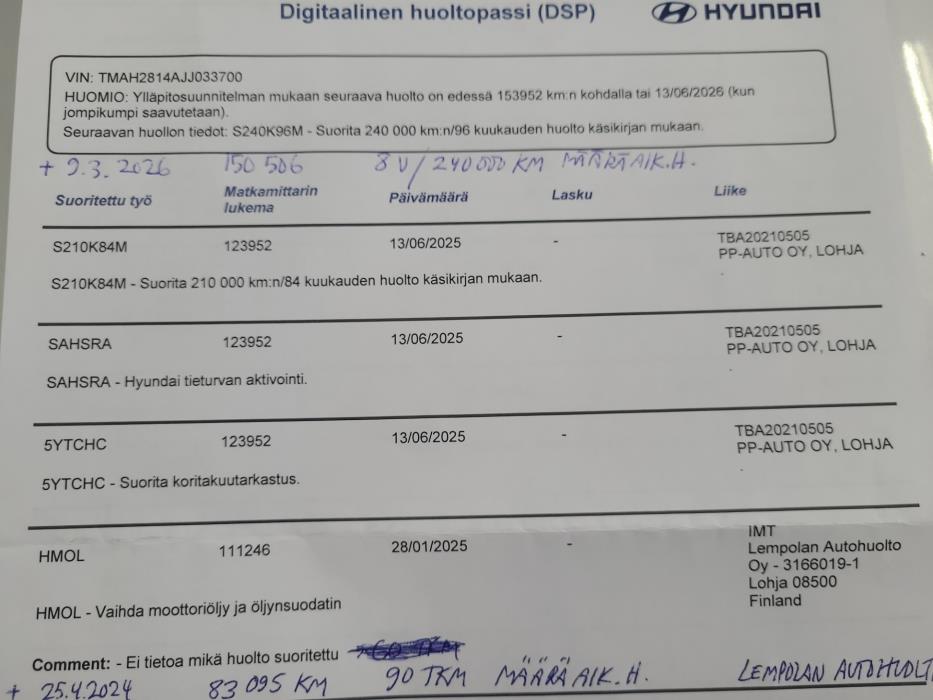 Digitaalinen huoltopassi (DSP) HYUNDAI
VIN: TMAH2814AJJ033700
HUOMIO: Ylläpitosuunnitelman mukaan seuraava huolto on edessä 153952 km:n kohdalla tai 13/06/2026 (kun
jompikumpi saavutetaan).
Seuraavan huollon tiedot: S240K96M - Suorita 240 000 km:n/96 kuukauden huolto käsikirjan mukaan.
+ 9.3.2026 150 506 8 V/240000 KM MÄÄRÄAIK.H.
Suoritettu työ Matkamittarin lukema Päivämäärä Lasku Liike
S210K84M 123952 13/06/2025 - TBA20210505
PP-AUTO OY, LOHJA
S210K84M - Suorita 210 000 km:n/84 kuukauden huolto käsikirjan mukaan.
SAHSRA 123952 13/06/2025 - TBA20210505
PP-AUTO OY, LOHJA
SAHSRA - Hyundai tieturvan aktivointi.
5YTCHC 123952 13/06/2025 - TBA20210505
PP-AUTO OY, LOHJA
5YTCHC - Suorita koritakuutarkastus.
HMOL 111246 28/01/2025 - IMT
Lempolan Autohuolto
Oy - 3166019-1
Lohja 08500
Finland
HMOL - Vaihda moottoriöljy ja öljynsuodatin
Comment: - Ei tietoa mikä huolto suoritettu
+ 25.4.2024 83 095 KM 90 TKM MÄÄRÄAIK.H. LEMPOLAN AUTOHUOLT